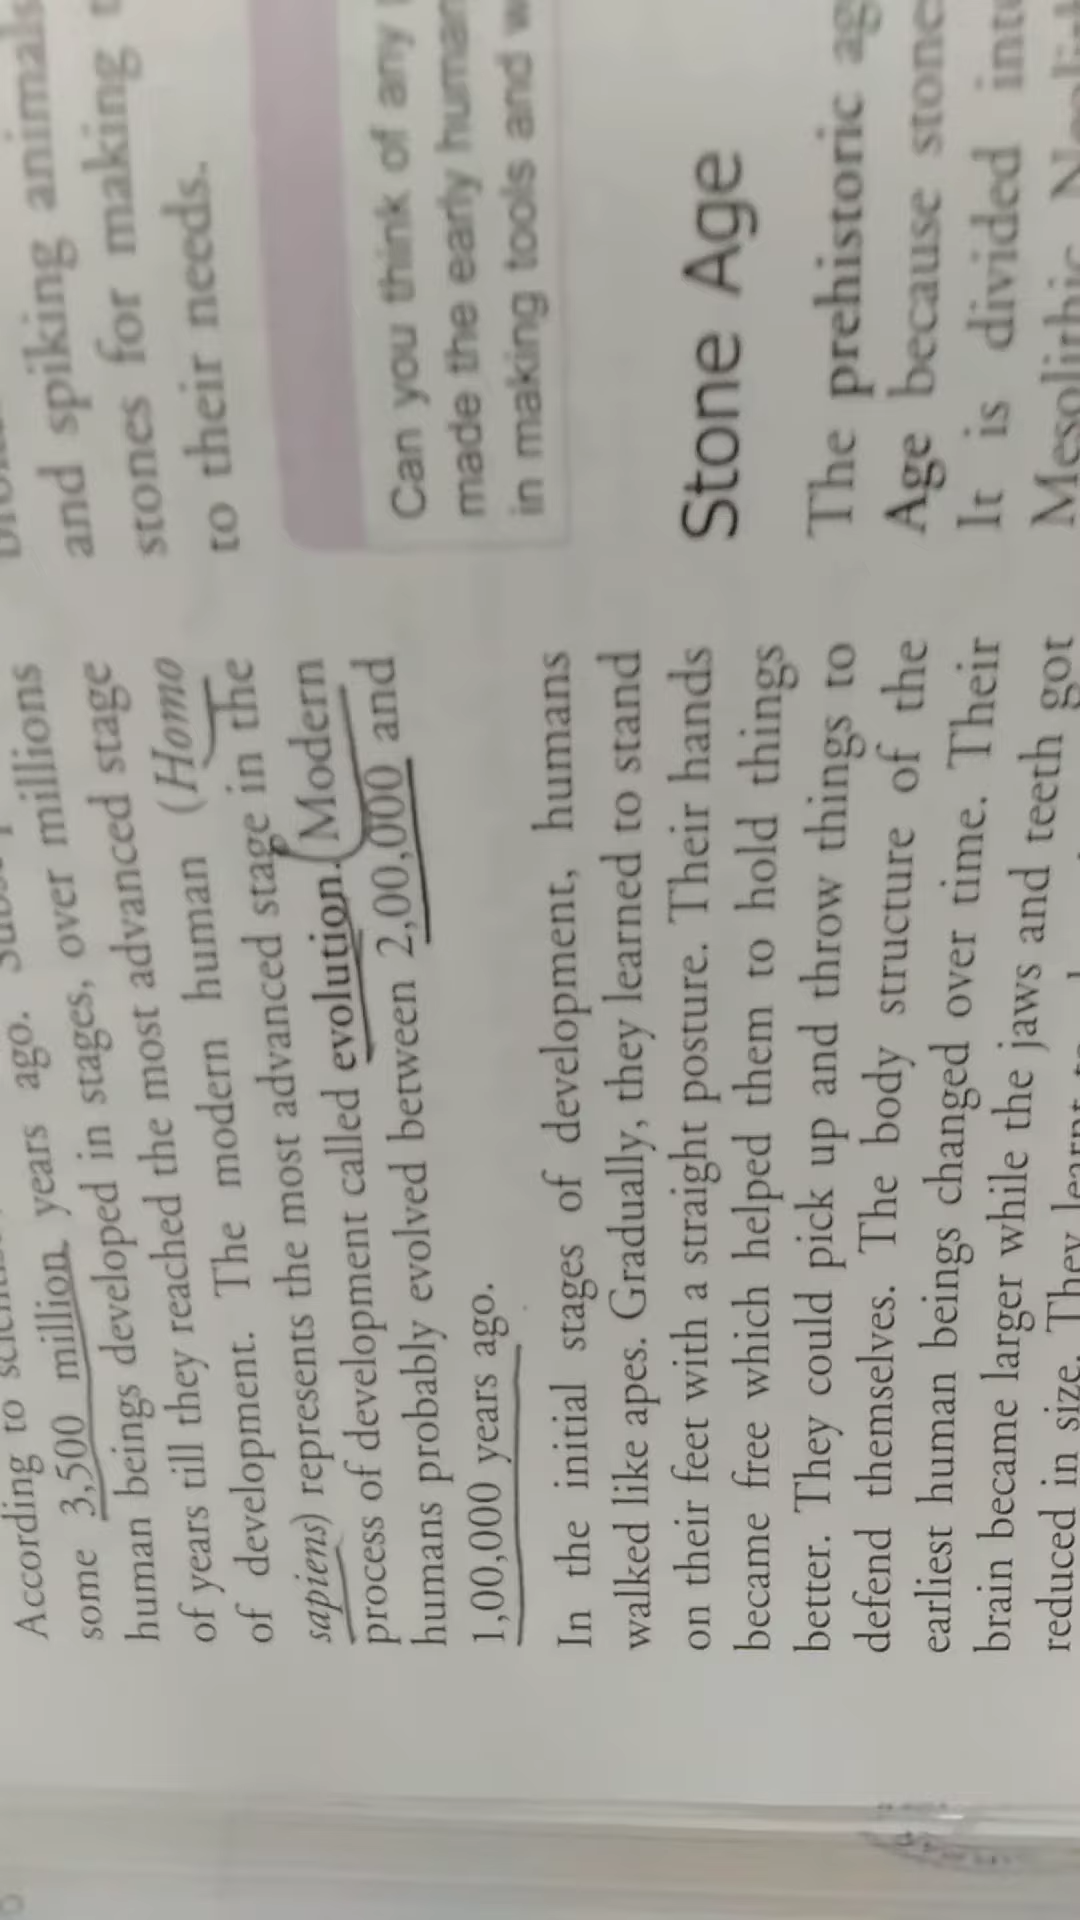 According to
some 3,500 million years ago.
human beings developed in stages, over millions
of years till they reached the most advanced stage
of development. The modern human (Homo
sapiens) represents the most advanced stage in the
process of development called evolution. Modern
humans probably evolved between 2,00,000 and
1,00,000 years ago.
In the initial stages of development, humans
walked like apes. Gradually, they learned to stand
on their feet with a straight posture. Their hands
became free which helped them to hold things
better. They could pick up and throw things to
defend themselves. The body structure of the
earliest human beings changed over time. Their
brain became larger while the jaws and teeth got
reduced in size. They learnt
and spiking animals
stones for making
to their needs.
Can you think of any
made the early human
in making tools and
Stone Age
The prehistoric
Age because stone
It is divided
Mesolithic